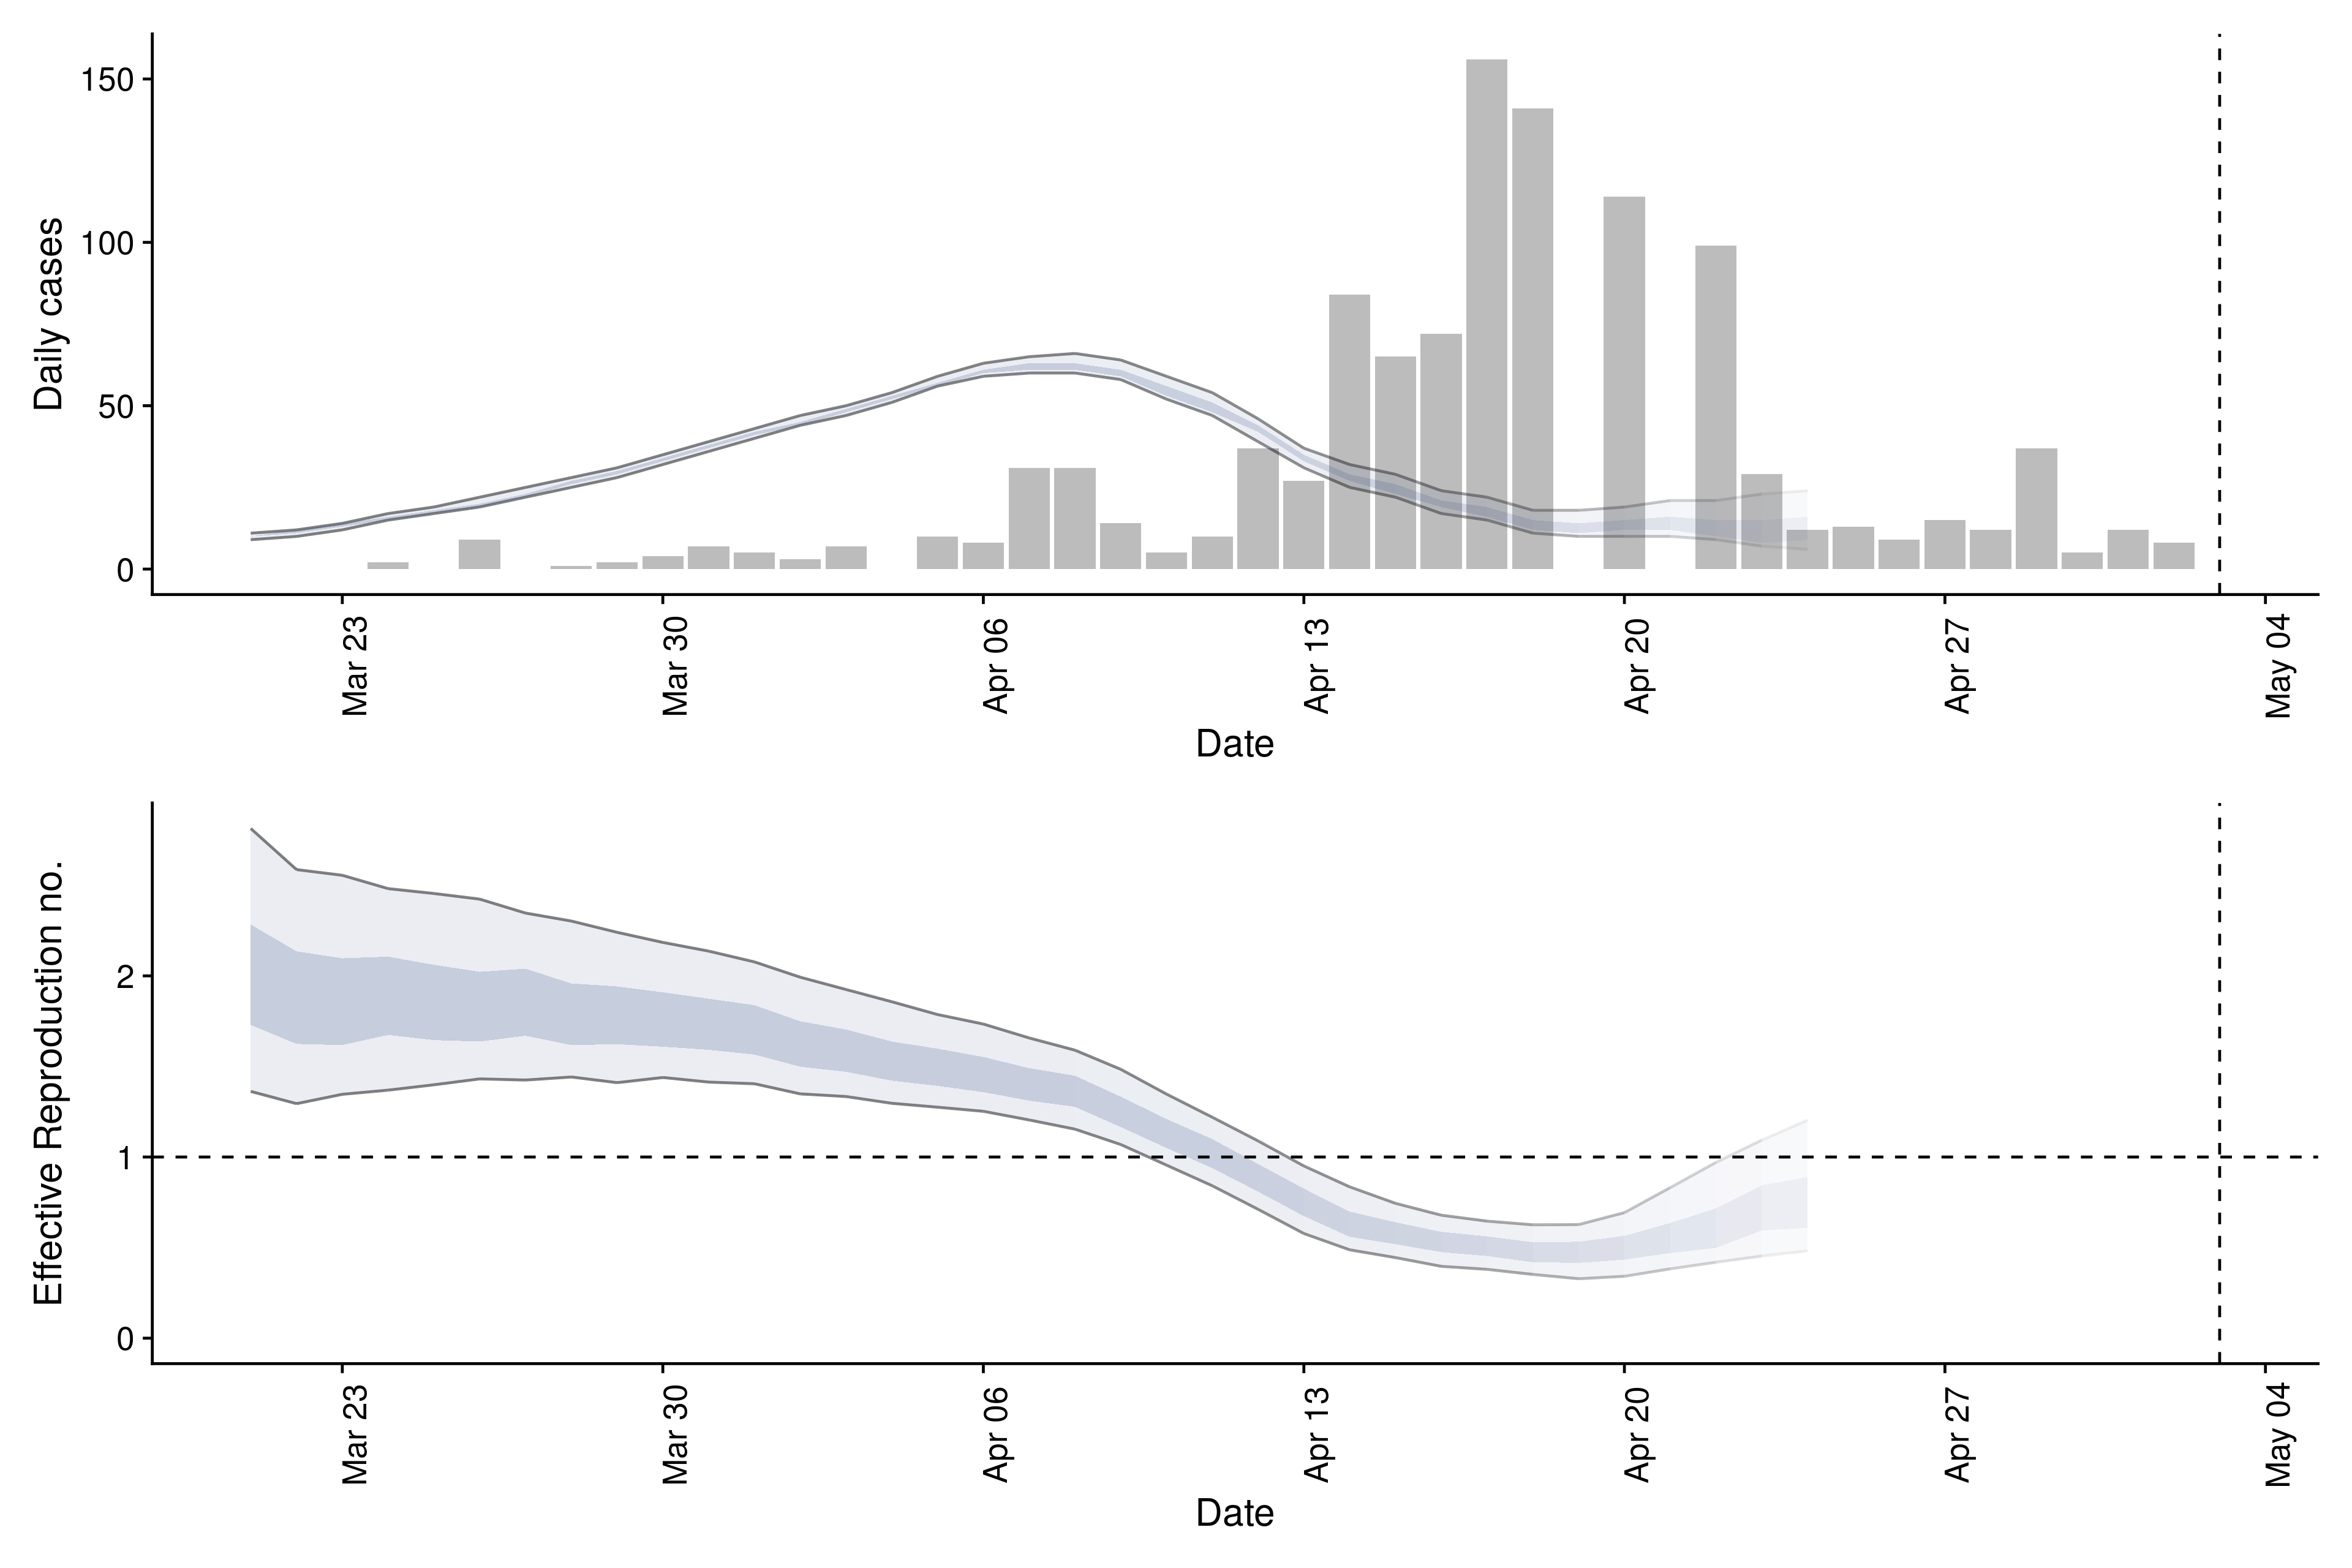 Daily cases
150
100
50
0
Mar 23
Mar 30
Apr 06
Apr 13
Apr 20
Apr 27
May 04
Date
Effective Reproduction no.
2
1
0
Mar 23
Mar 30
Apr 06
Apr 13
Apr 20
Apr 27
May 04
Date